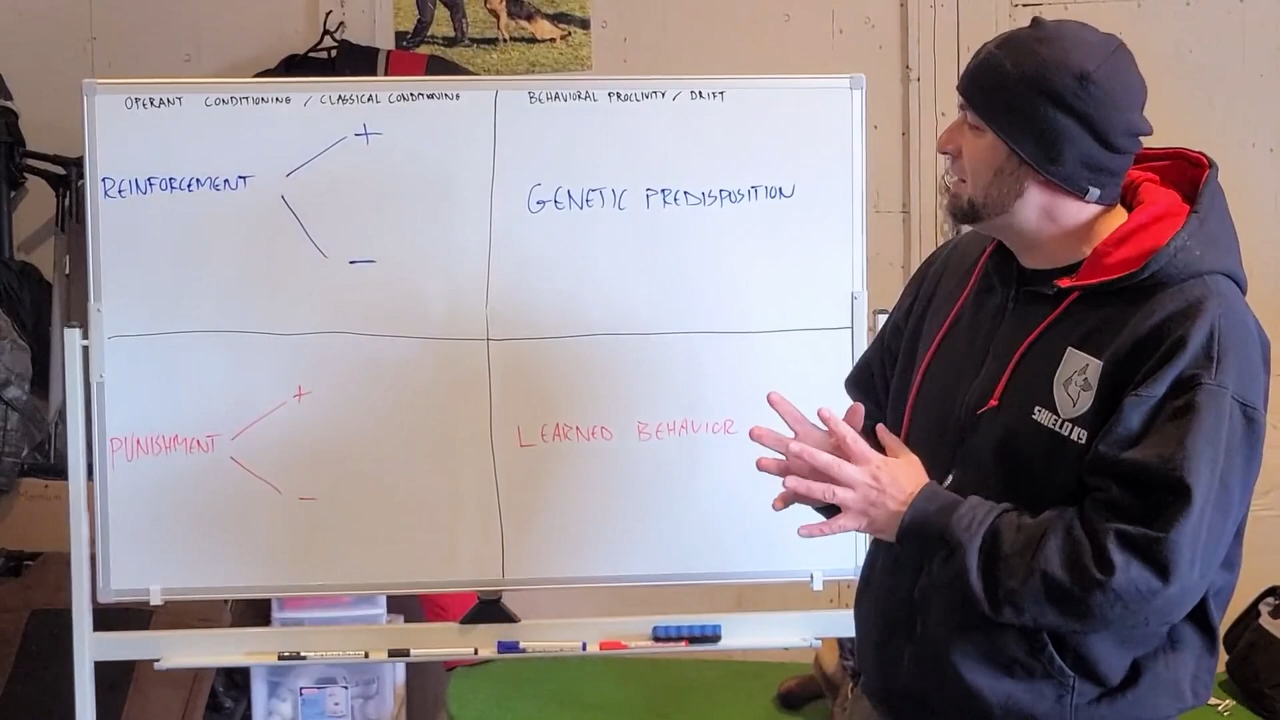 OPERANT CONDITIONING / CLASSICAL CONDITIONING
BEHAVIORAL PROCLIVITY / DRIFT
REINFORCEMENT
+
-
GENETIC PREDISPOSITION
PUNISHMENT
+
-
LEARNED BEHAVIOR
SHIELD K9